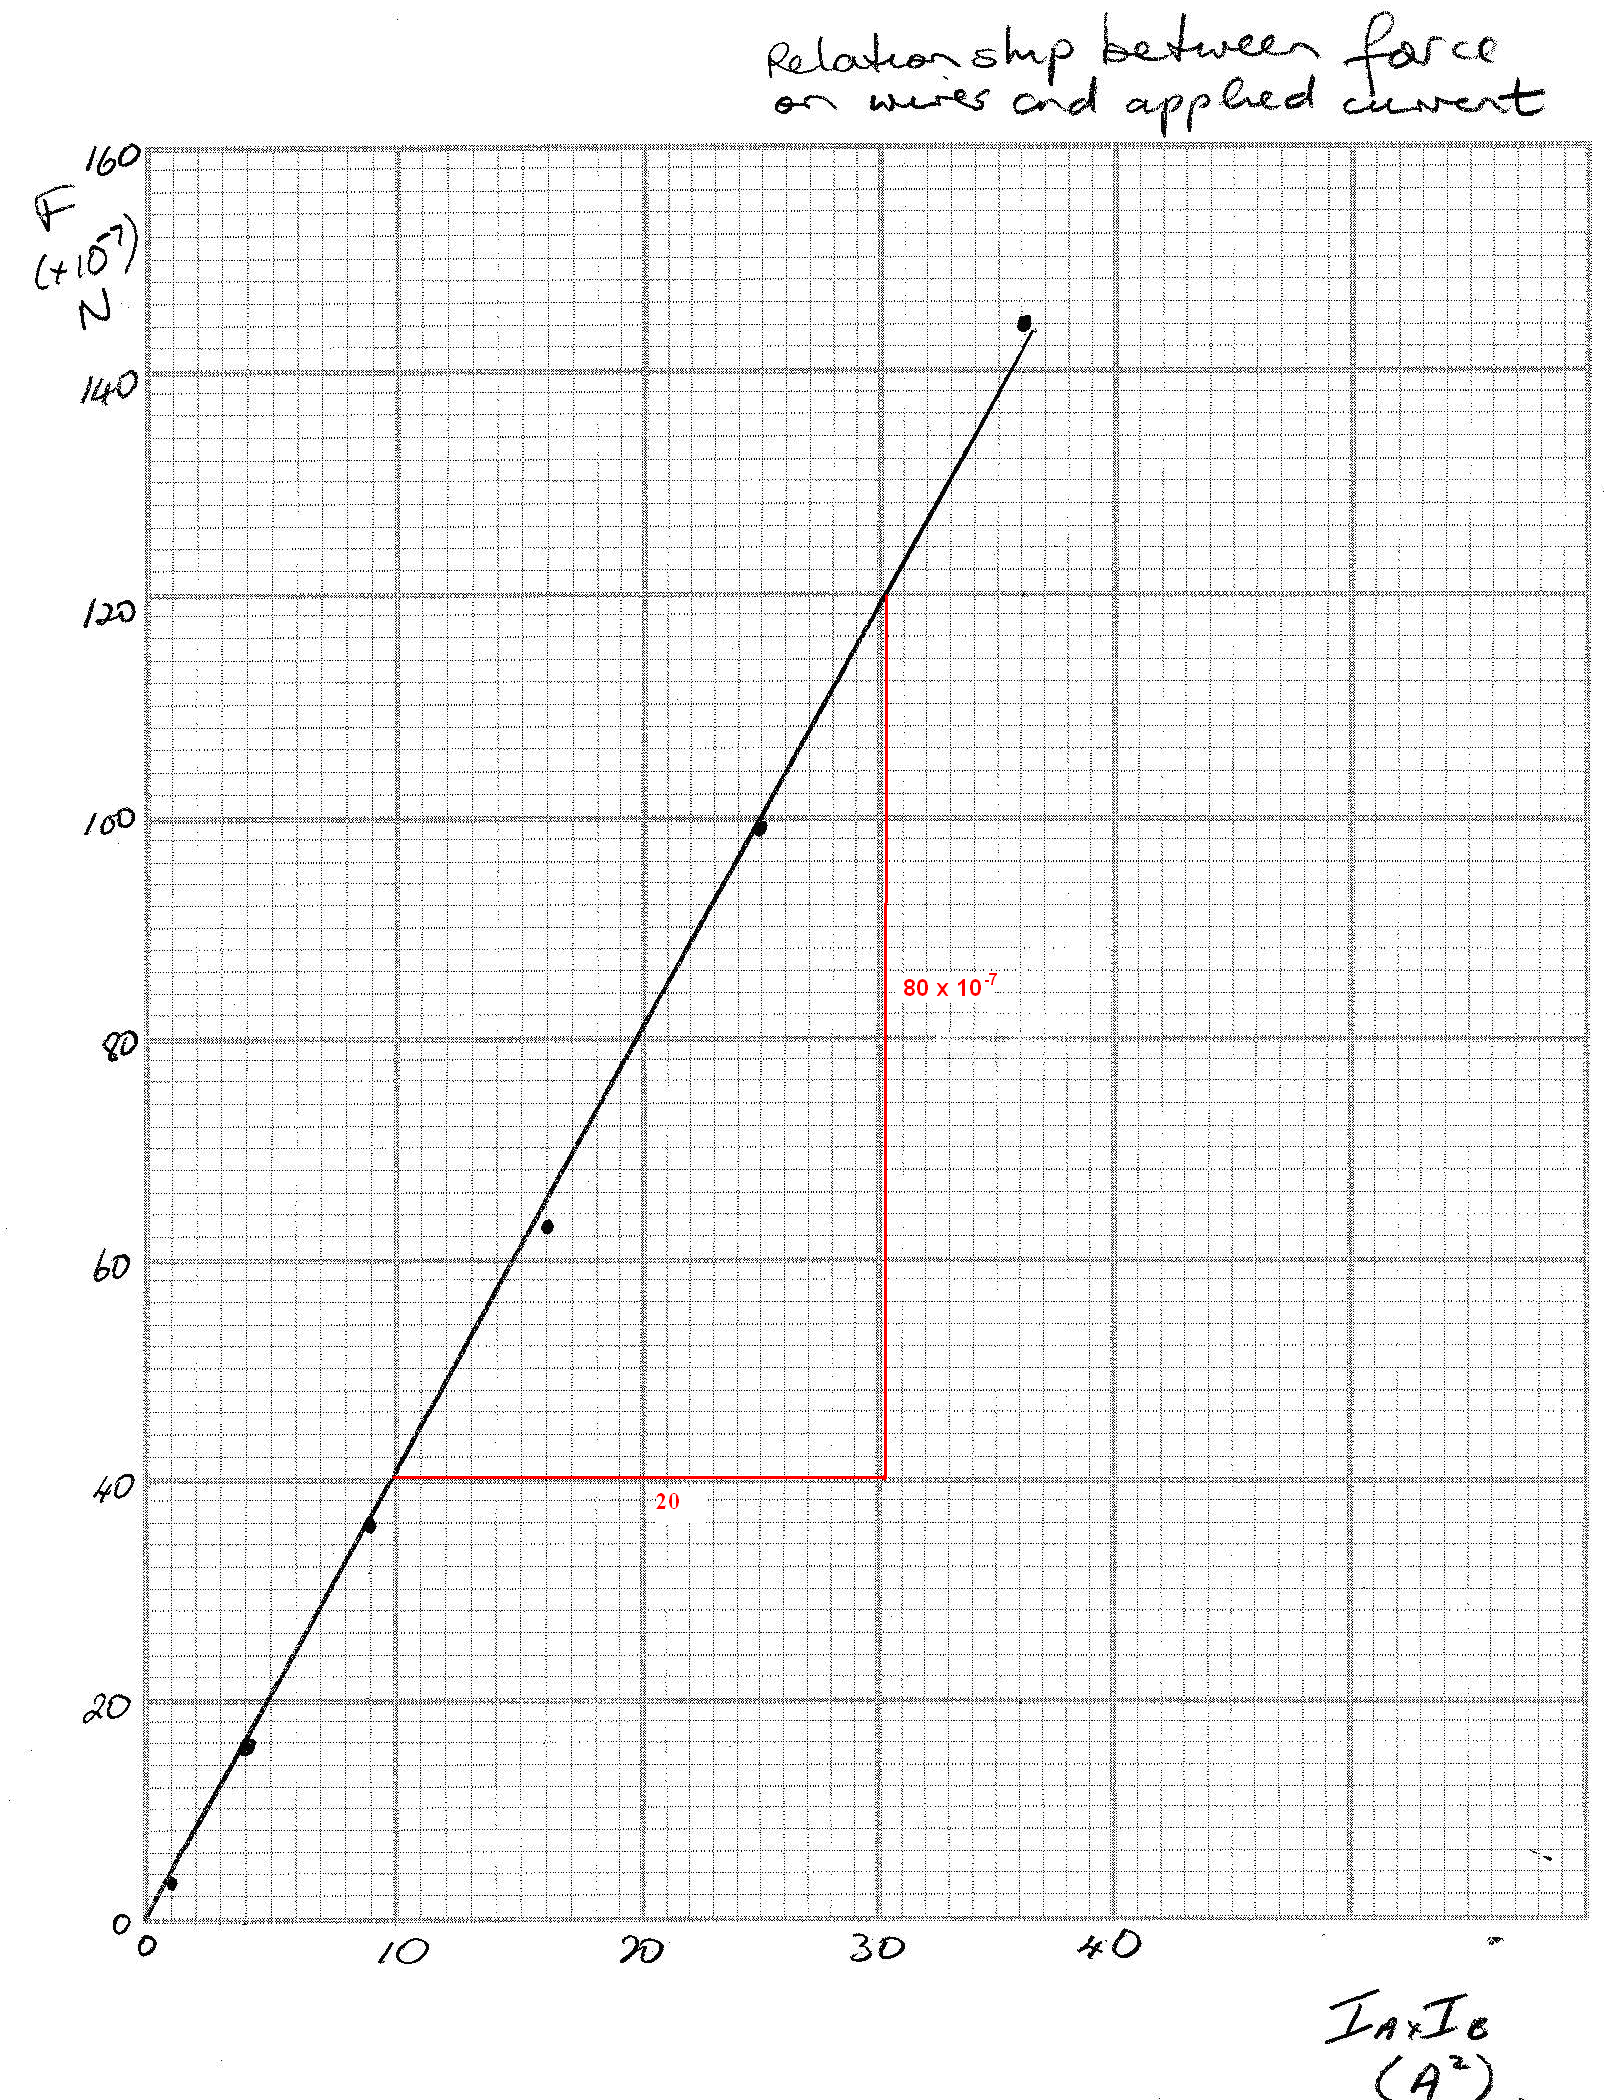 Relationship between force
on wires and applied current
160
F
(×10⁻⁷)
N
140
120
100
80 x 10⁻⁷
80
60
40
20
20
0
0 10 20 30 40
I_A×I_B
(A²)